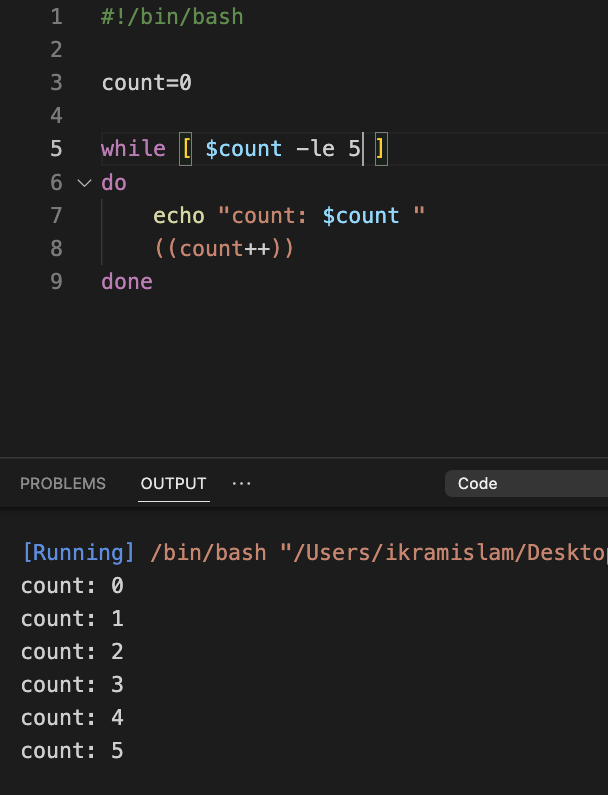 1 #!/bin/bash
2
3 count=0
4
5 while [ $count -le 5 ]
6 do
7     echo "count: $count "
8     ((count++))
9 done
PROBLEMS OUTPUT ··· Code
[Running] /bin/bash "/Users/ikramislam/Deskto
count: 0
count: 1
count: 2
count: 3
count: 4
count: 5